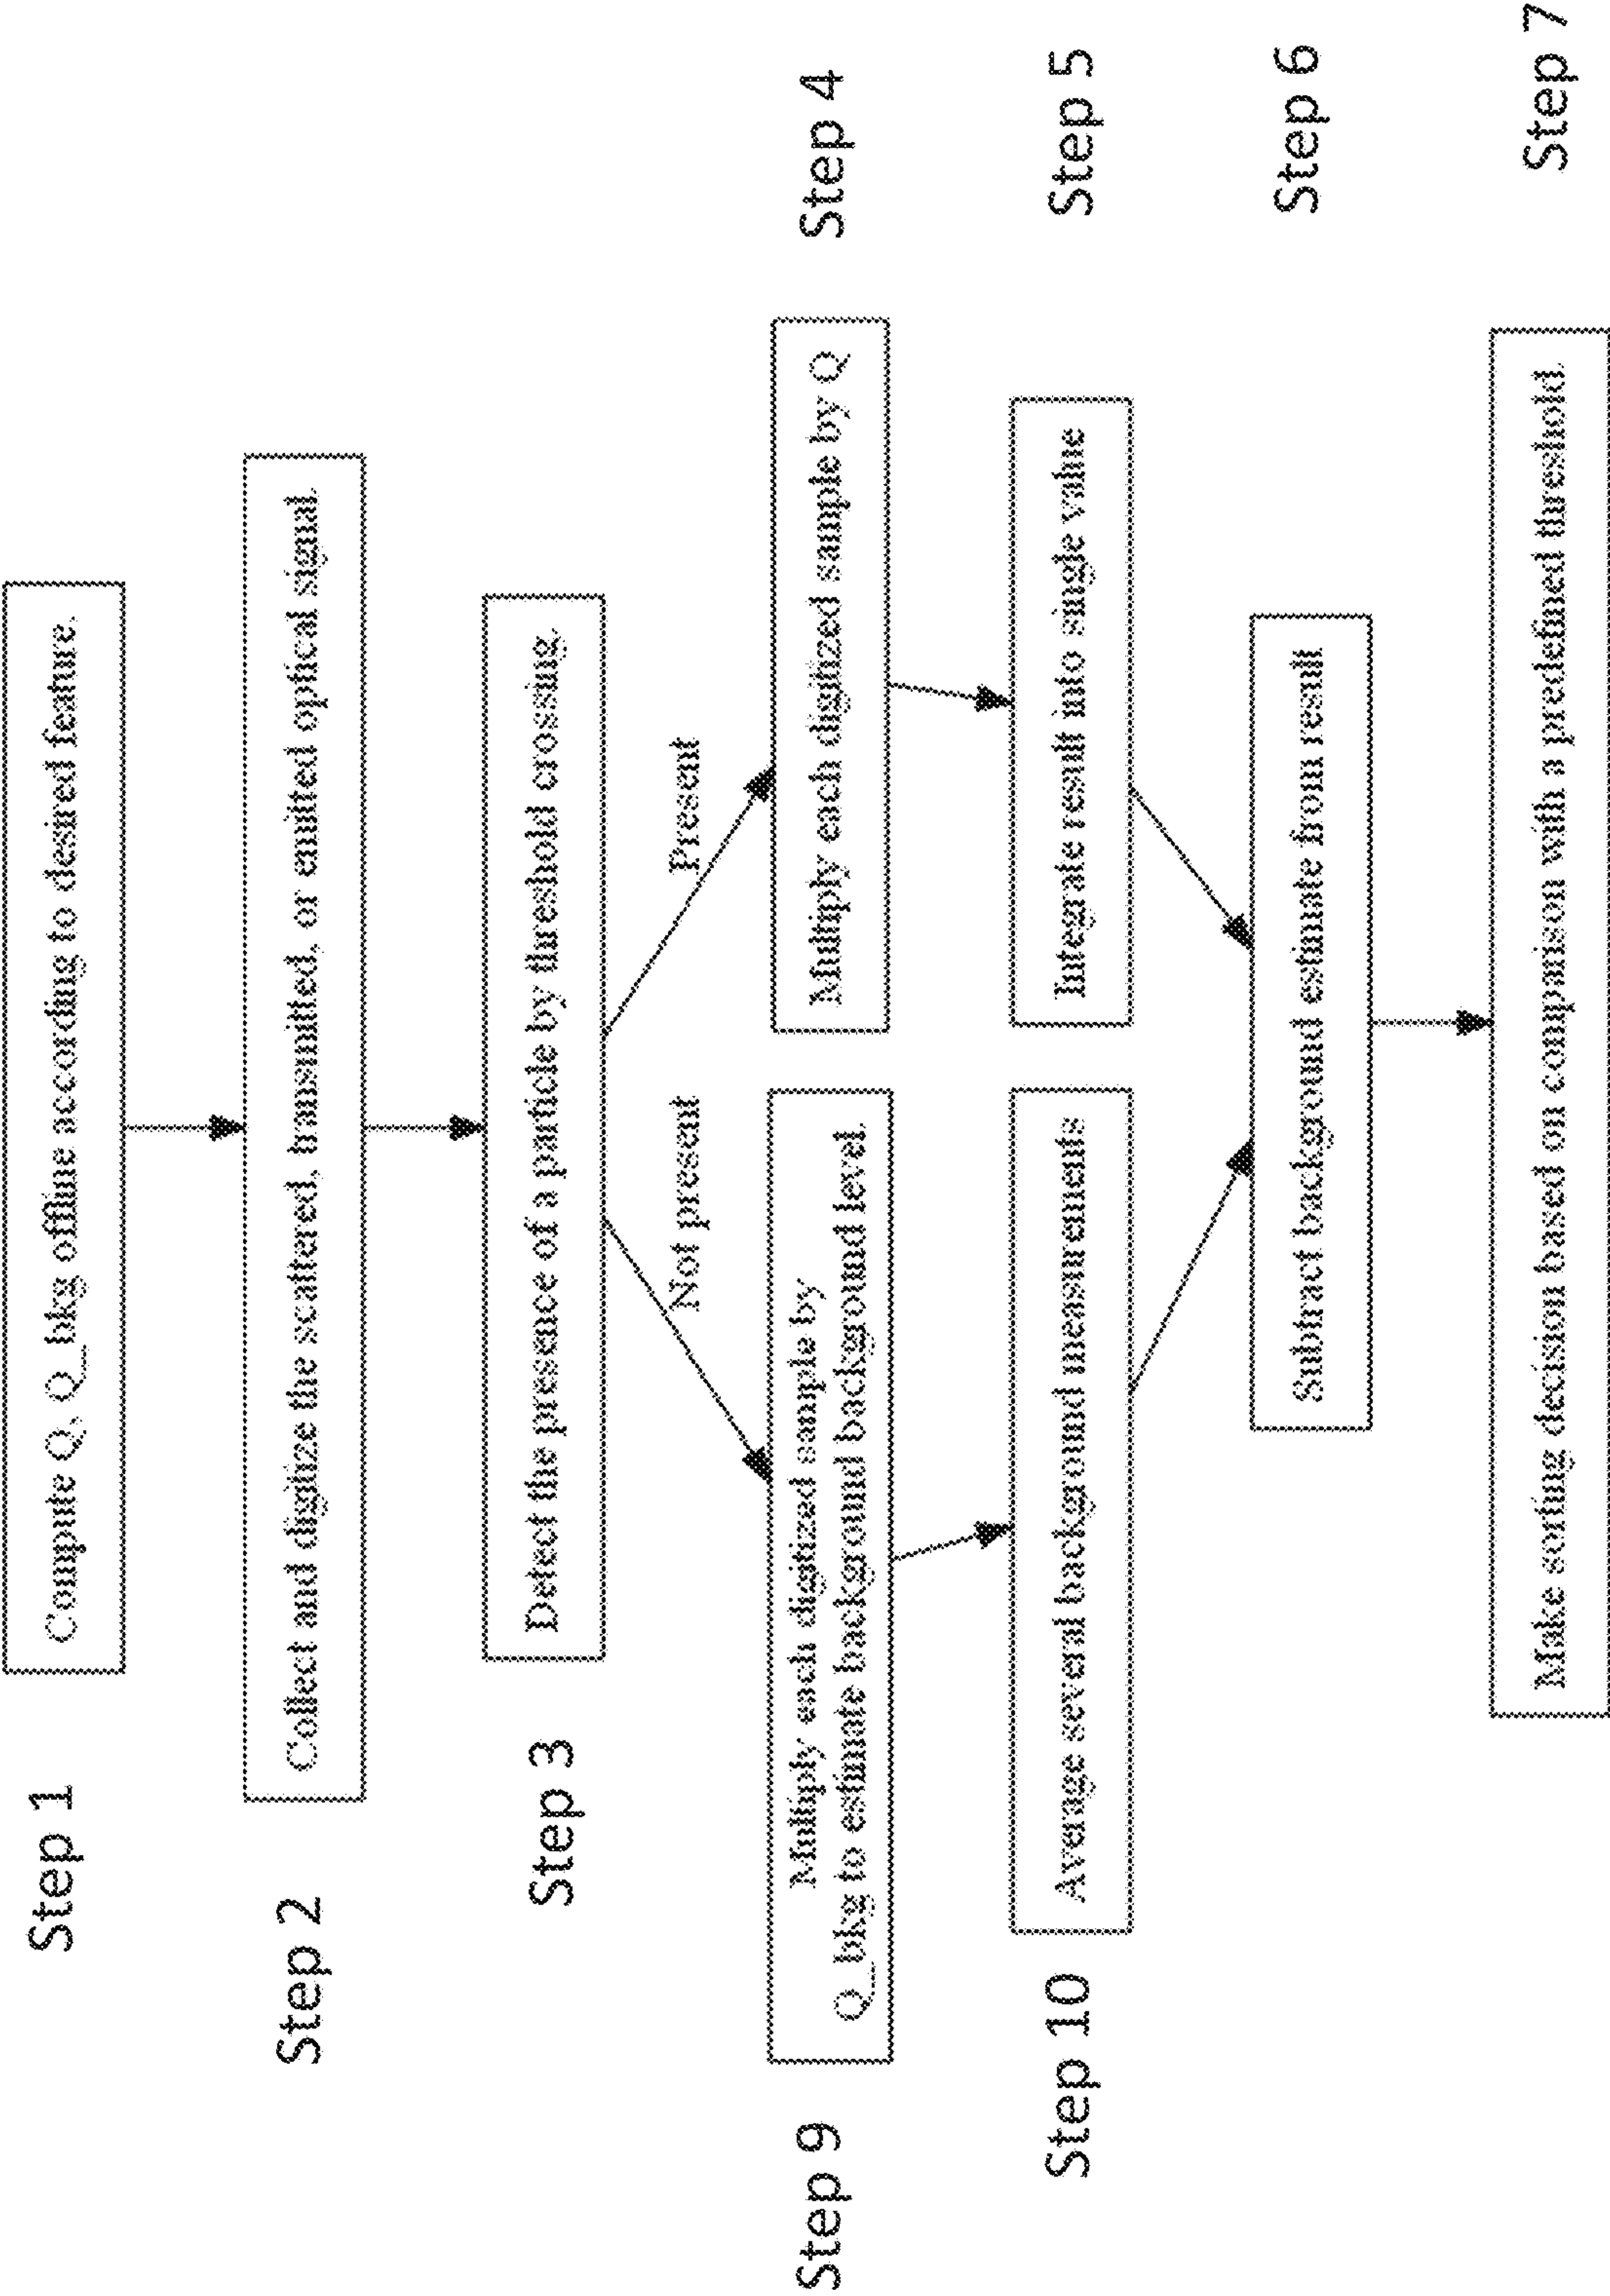 Step 1
Compute Q, Q_bkg offline according to desired feature.
Step 2
Collect and digitize the scattered, transmitted, or emitted optical signal.
Step 3
Detect the presence of a particle by threshold crossing.
Not present
Present
Step 9
Multiply each digitized sample by
Q_bkg to estimate background background level.
Multiply each digitized sample by Q
Step 4
Step 10
Average several background measurements
Integrate result into single value
Step 5
Subtract background estimate from result
Step 6
Make sorting decision based on comparison with a predefined threshold.
Step 7